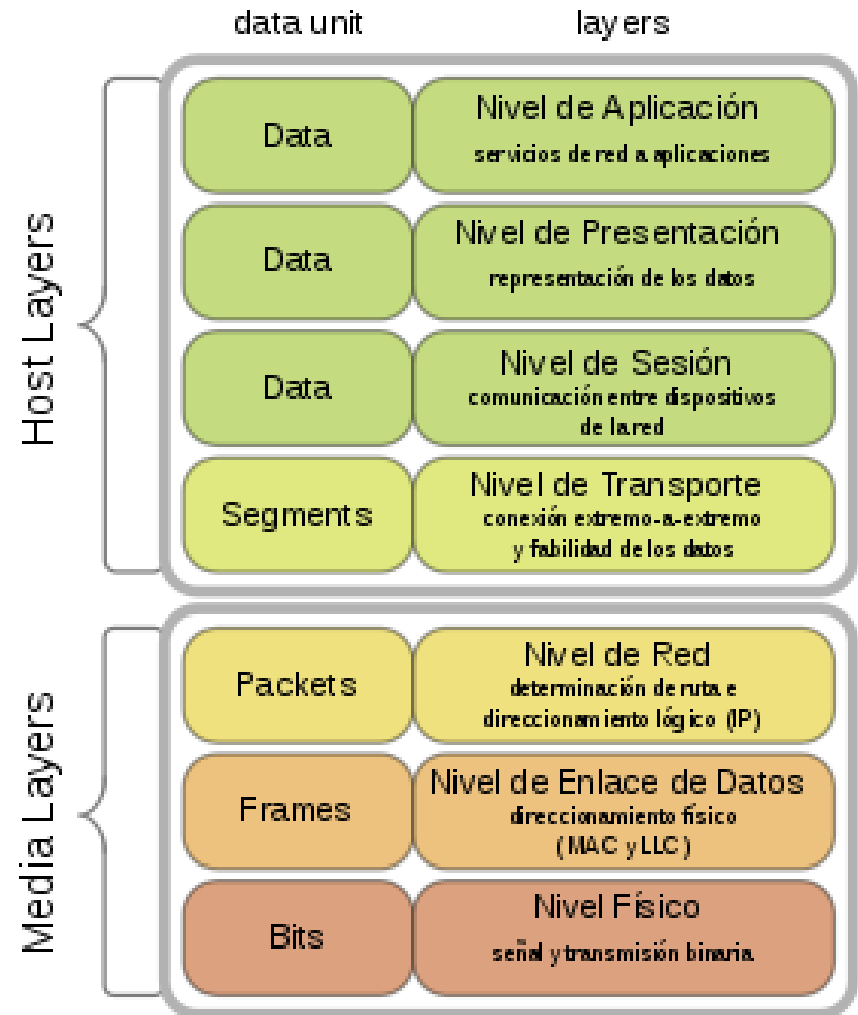 data unit layers
Host Layers
Data
Nivel de Aplicación
servicios de red a aplicaciones
Data
Nivel de Presentación
representación de los datos
Data
Nivel de Sesión
comunicación entre dispositivos
de la red
Segments
Nivel de Transporte
conexión extremo-a-extremo
y fabilidad de los datos
Media Layers
Packets
Nivel de Red
determinación de ruta e
direccionamiento lógico (IP)
Frames
Nivel de Enlace de Datos
direccionamiento físico
( MAC y LLC )
Bits
Nivel Físico
señal y transmisión binaria